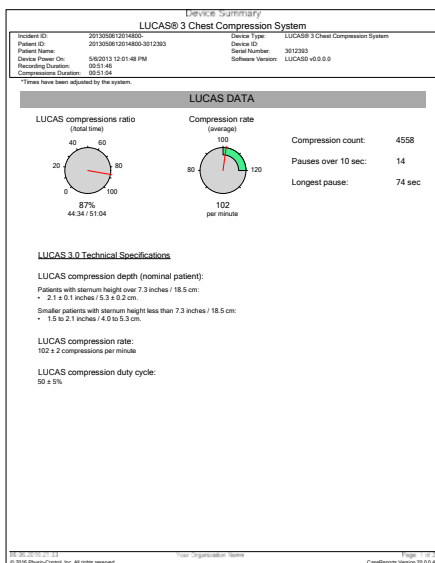 Device Summary
LUCAS® 3 Chest Compression System
Incident ID: 2013050612014800-
Patient ID: 2013050612014800-3012393
Patient Name:
Device Power On: 5/6/2013 12:01:48 PM
Recording Duration: 00:51:46
Compressions Duration: 00:51:04
Device Type: LUCAS® 3 Chest Compression System
Device ID:
Serial Number: 3012393
Software Version: LUCAS0 v0.0.0.0
*Times have been adjusted by the system.
LUCAS DATA
LUCAS compressions ratio
(/total time)
0 20 40 60 80 100
87%
44:34 / 51:04
Compression rate
(average)
80 100 120
102
per minute
Compression count: 4558
Pauses over 10 sec: 14
Longest pause: 74 sec
LUCAS 3.0 Technical Specifications
LUCAS compression depth (nominal patient):
Patients with sternum height over 7.3 inches / 18.5 cm:
• 2.1 ± 0.1 inches / 5.3 ± 0.2 cm.
Smaller patients with sternum height less than 7.3 inches / 18.5 cm:
• 1.5 to 2.1 inches / 4.0 to 5.3 cm.
LUCAS compression rate:
102 ± 2 compressions per minute
LUCAS compression duty cycle:
50 ± 5%
Your Organization Name
Page 1 of
© 2016 Physio-Control, Inc. All rights reserved.
CaseReports Version